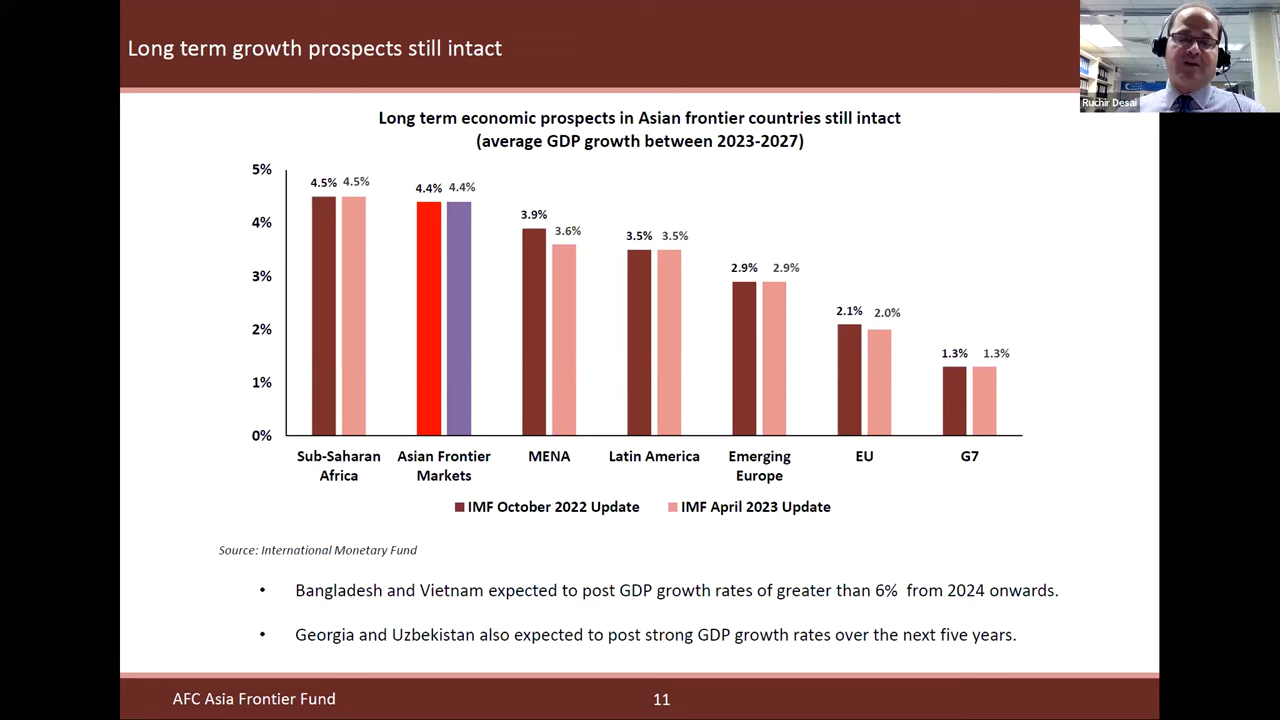 Long term growth prospects still intact
Ruchir Desai
Long term economic prospects in Asian frontier countries still intact
(average GDP growth between 2023-2027)
5%
4%
3%
2%
1%
0%
4.5% 4.5%
4.4% 4.4%
3.9% 3.6%
3.5% 3.5%
2.9% 2.9%
2.1% 2.0%
1.3% 1.3%
Sub-Saharan
Africa
Asian Frontier
Markets
MENA
Latin America
Emerging
Europe
EU
G7
IMF October 2022 Update
IMF April 2023 Update
Source: International Monetary Fund
• Bangladesh and Vietnam expected to post GDP growth rates of greater than 6% from 2024 onwards.
• Georgia and Uzbekistan also expected to post strong GDP growth rates over the next five years.
AFC Asia Frontier Fund
11